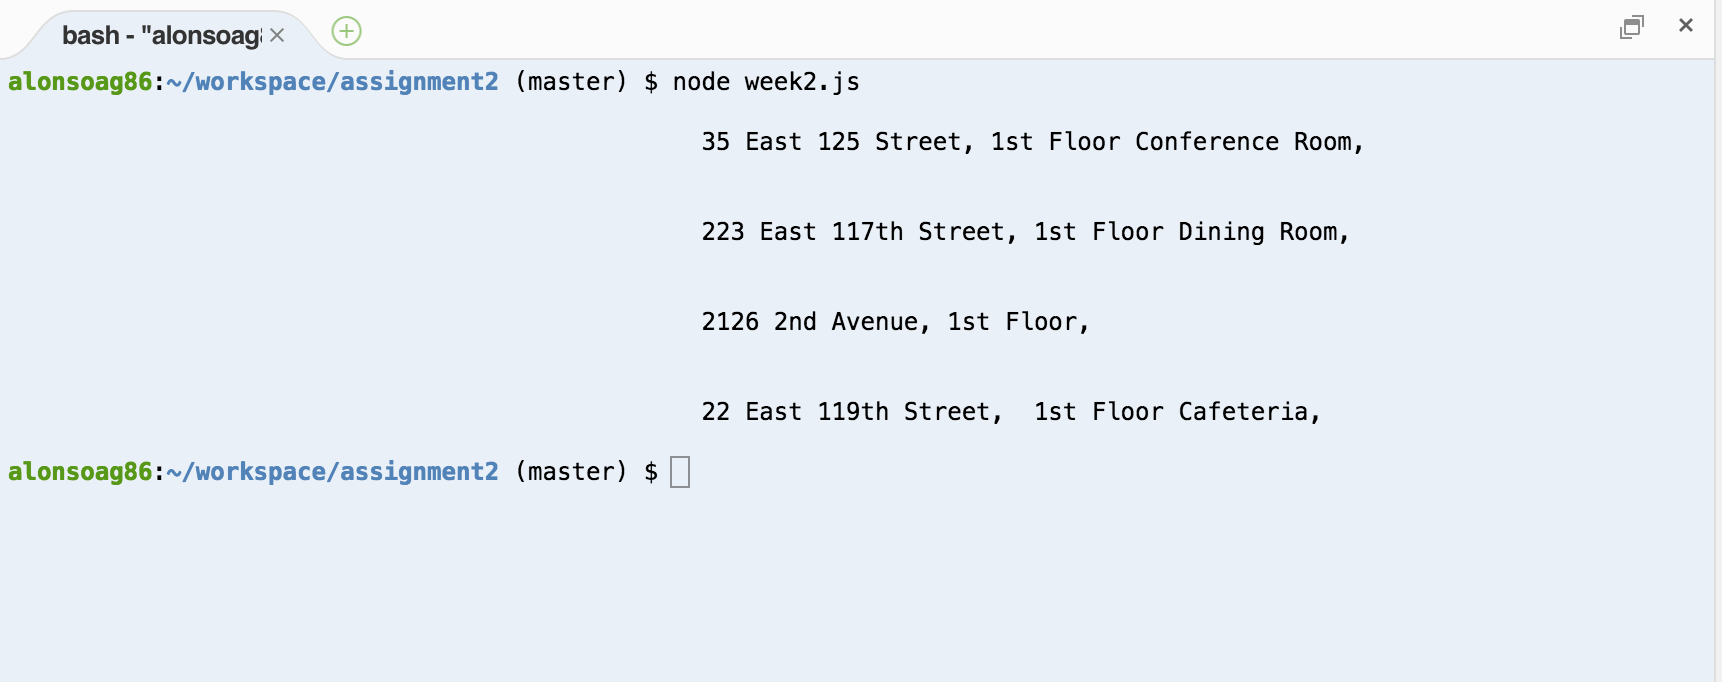 bash - "alonsoag8
alonsoag86:~/workspace/assignment2 (master) $ node week2.js
35 East 125 Street, 1st Floor Conference Room,
223 East 117th Street, 1st Floor Dining Room,
2126 2nd Avenue, 1st Floor,
22 East 119th Street,  1st Floor Cafeteria,
alonsoag86:~/workspace/assignment2 (master) $